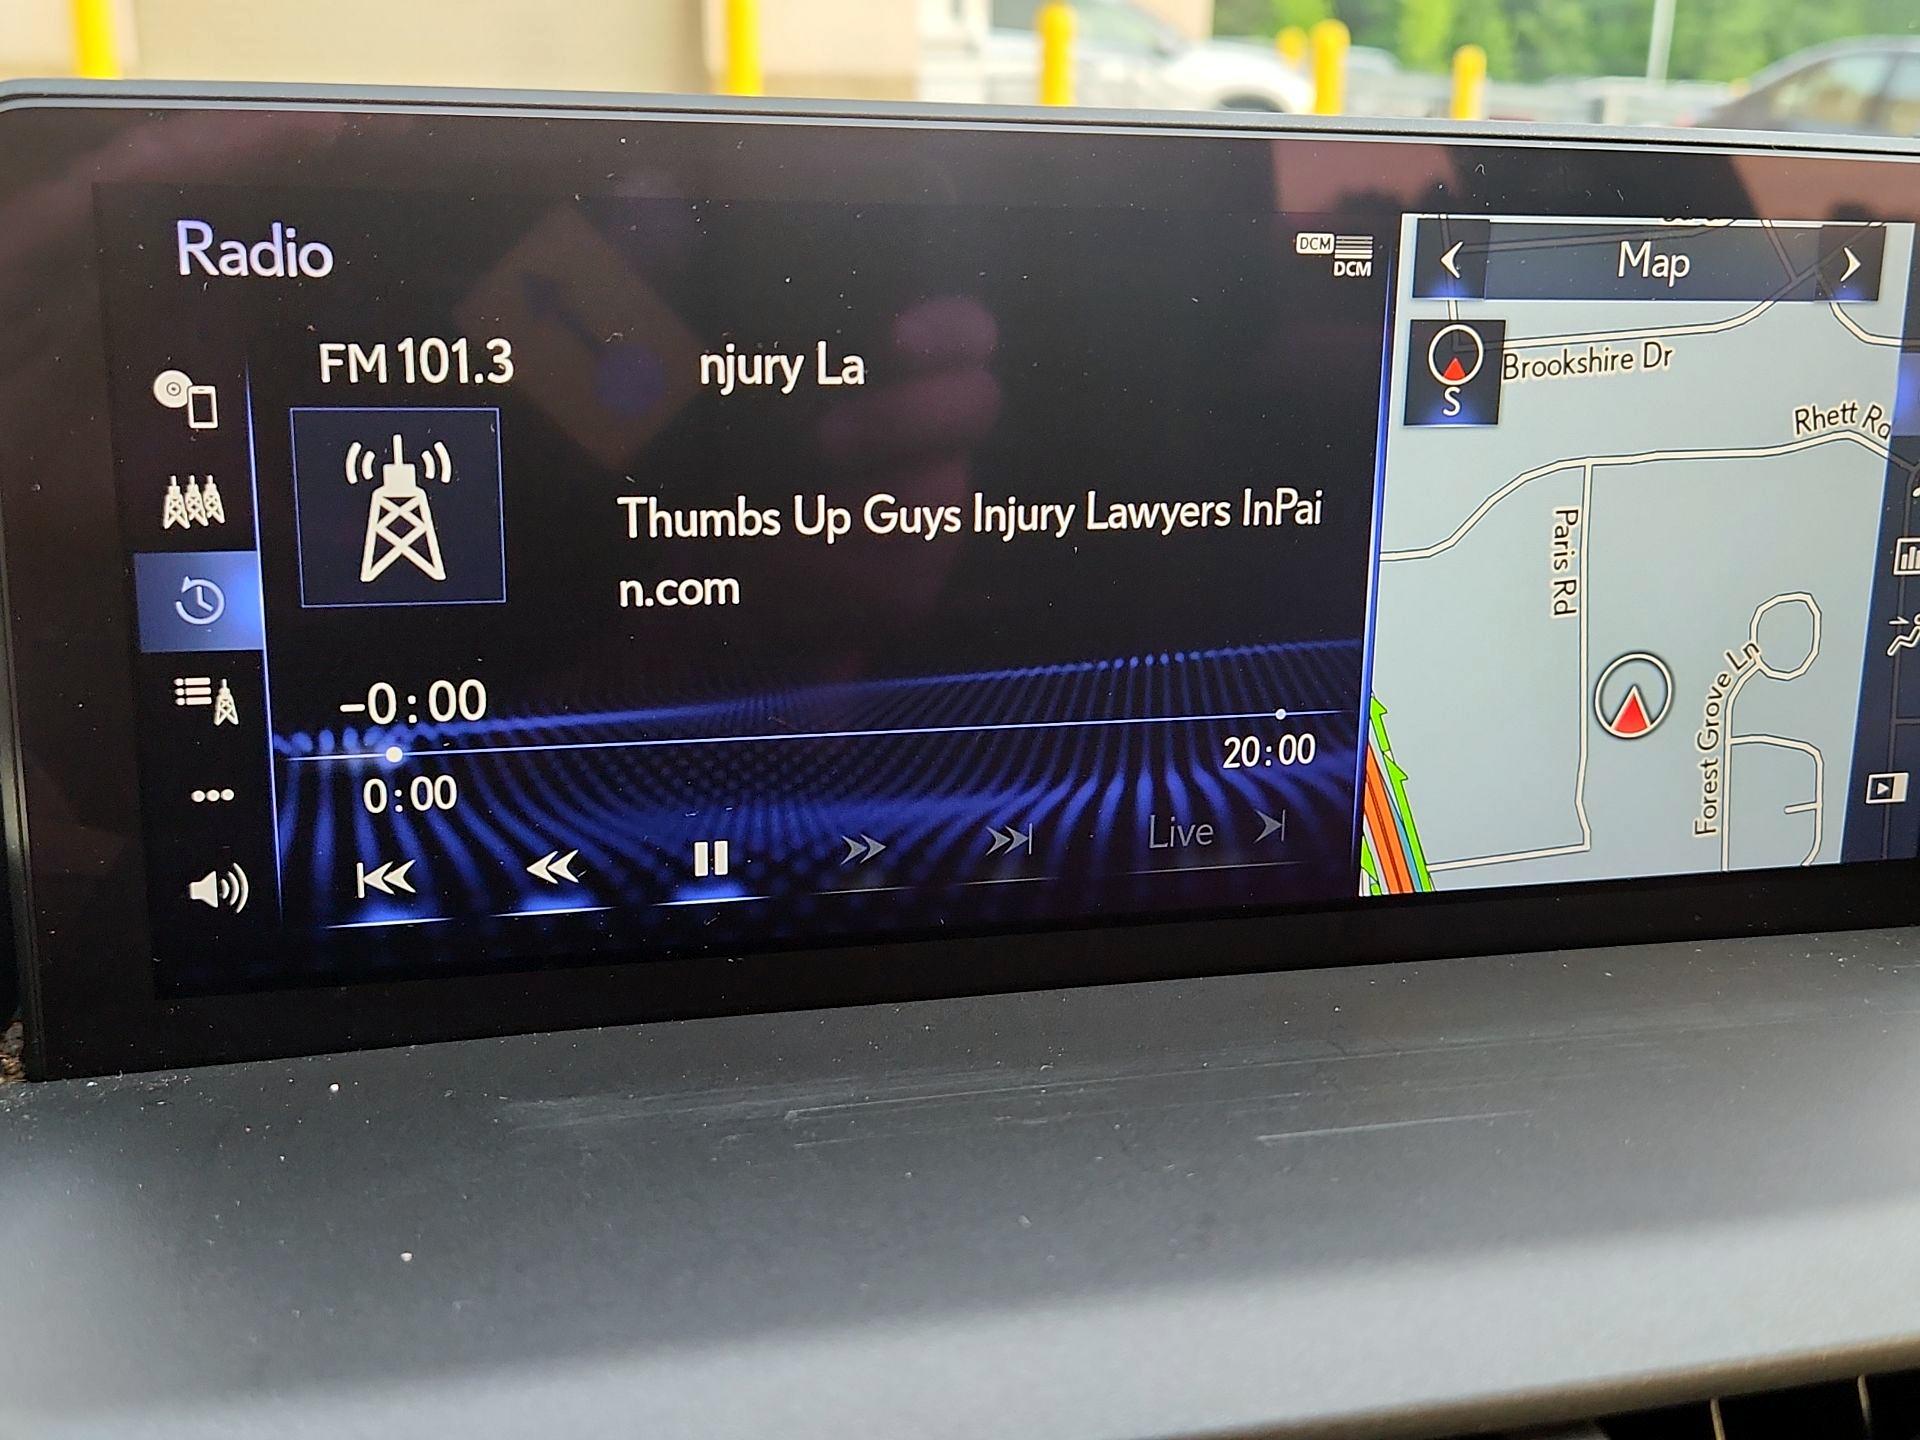 Radio
DCM
DCM
FM 101.3
njury La
Thumbs Up Guys Injury Lawyers InPai
n.com
–0:00
20:00
0:00
Live
Map
S
Brookshire Dr
Rhett Rd
Paris Rd
Forest Grove Ln